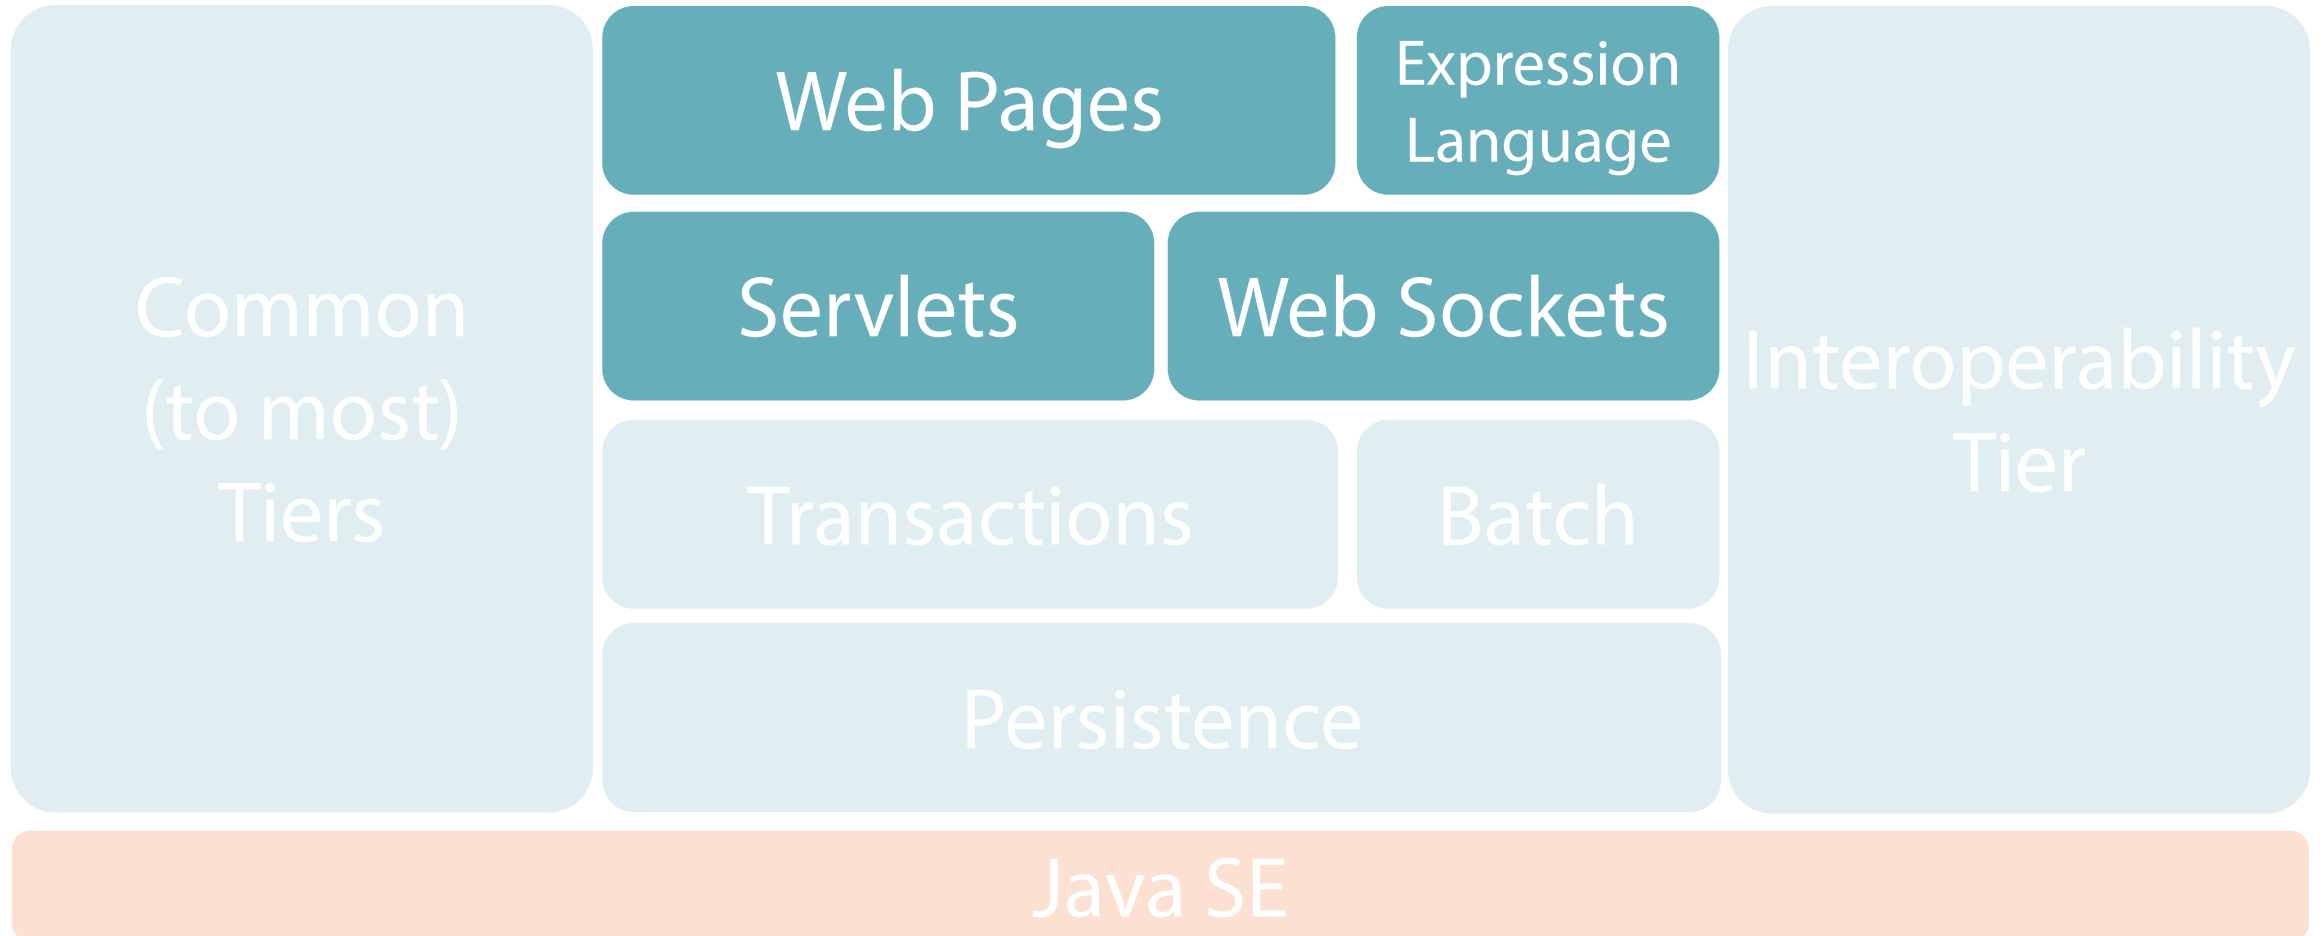 Web Pages
Expression
Language
Servlets
Web Sockets
Common
(to most)
Tiers
Interoperability
Tier
Transactions
Batch
Persistence
Java SE